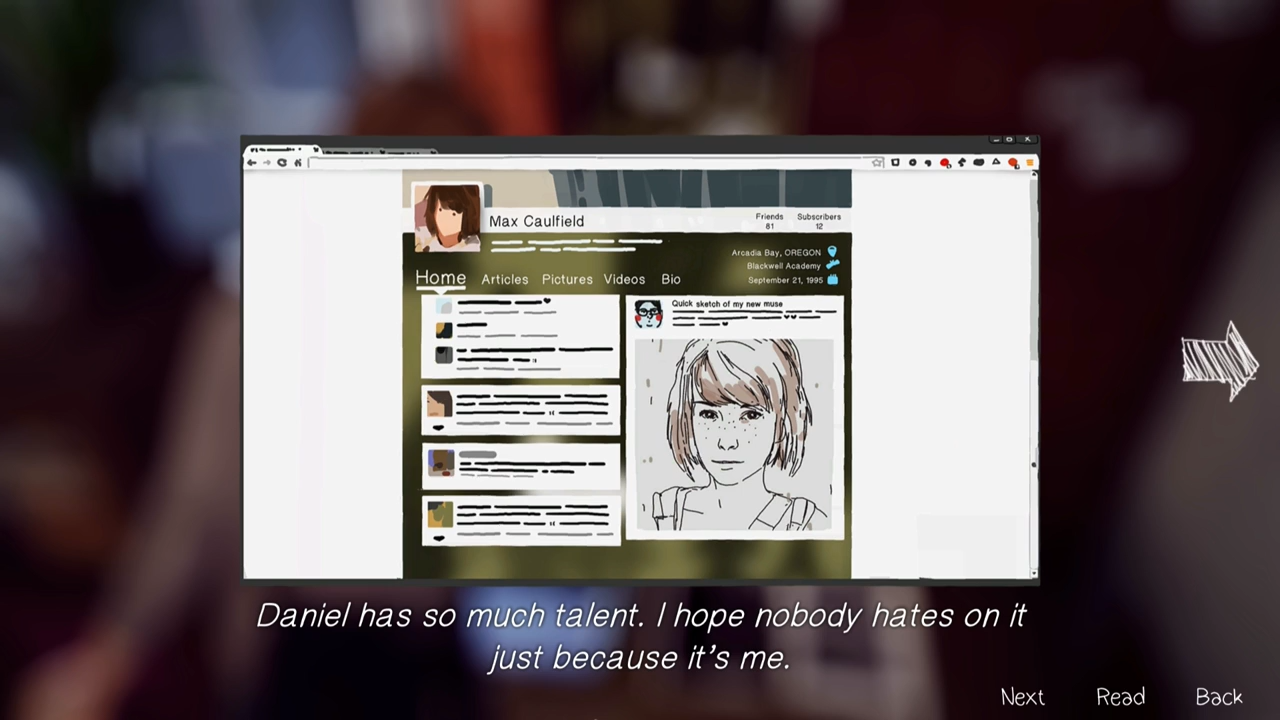 Max Caulfield
Friends
81
Subscribers
12
Arcadia Bay, OREGON
Blackwell Academy
September 21, 1995
Home
Articles
Pictures
Videos
Bio
Quick sketch of my new muse
Daniel has so much talent. I hope nobody hates on it
just because it's me.
Next
Read
Back